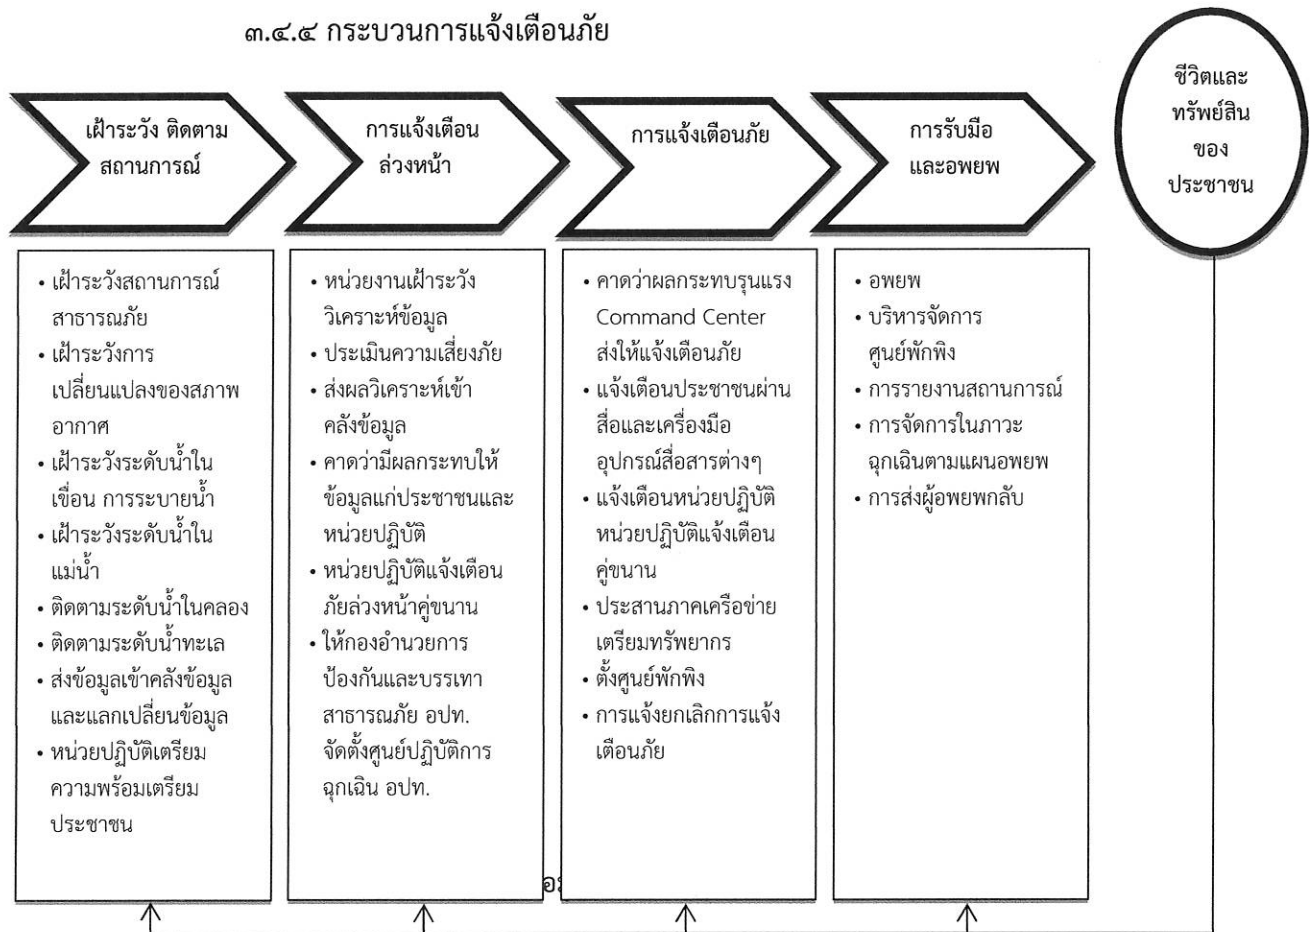 ๓.๔.๕ กระบวนการแจ้งเตือนภัย
เฝ้าระวัง ติดตาม
สถานการณ์
การแจ้งเตือน
ล่วงหน้า
การแจ้งเตือนภัย
การรับมือ
และอพยพ
ชีวิตและ
ทรัพย์สิน
ของ
ประชาชน
• เฝ้าระวังสถานการณ์
สาธารณภัย
• เฝ้าระวังการ
เปลี่ยนแปลงของสภาพ
อากาศ
• เฝ้าระวังระดับน้ำใน
เขื่อน การระบายน้ำ
• เฝ้าระวังระดับน้ำใน
แม่น้ำ
• ติดตามระดับน้ำในคลอง
• ติดตามระดับน้ำทะเล
• ส่งข้อมูลเข้าคลังข้อมูล
และแลกเปลี่ยนข้อมูล
• หน่วยปฏิบัติเตรียม
ความพร้อมเตรียม
ประชาชน
• หน่วยงานเฝ้าระวัง
วิเคราะห์ข้อมูล
• ประเมินความเสี่ยงภัย
• ส่งผลวิเคราะห์เข้า
คลังข้อมูล
• คาดว่ามีผลกระทบให้
ข้อมูลแก่ประชาชนและ
หน่วยปฏิบัติ
• หน่วยปฏิบัติแจ้งเตือน
ภัยล่วงหน้าคู่ขนาน
• ให้กองอำนวยการ
ป้องกันและบรรเทา
สาธารณภัย อปท.
จัดตั้งศูนย์ปฏิบัติการ
ฉุกเฉิน อปท.
• คาดว่าผลกระทบรุนแรง
Command Center
ส่งให้แจ้งเตือนภัย
• แจ้งเตือนประชาชนผ่าน
สื่อและเครื่องมือ
อุปกรณ์สื่อสารต่างๆ
• แจ้งเตือนหน่วยปฏิบัติ
หน่วยปฏิบัติแจ้งเตือน
คู่ขนาน
• ประสานภาคเครือข่าย
เตรียมทรัพยากร
• ตั้งศูนย์พักพิง
• การแจ้งยกเลิกการแจ้ง
เตือนภัย
• อพยพ
• บริหารจัดการ
ศูนย์พักพิง
• การรายงานสถานการณ์
• การจัดการในภาวะ
ฉุกเฉินตามแผนอพยพ
• การส่งผู้อพยพกลับ